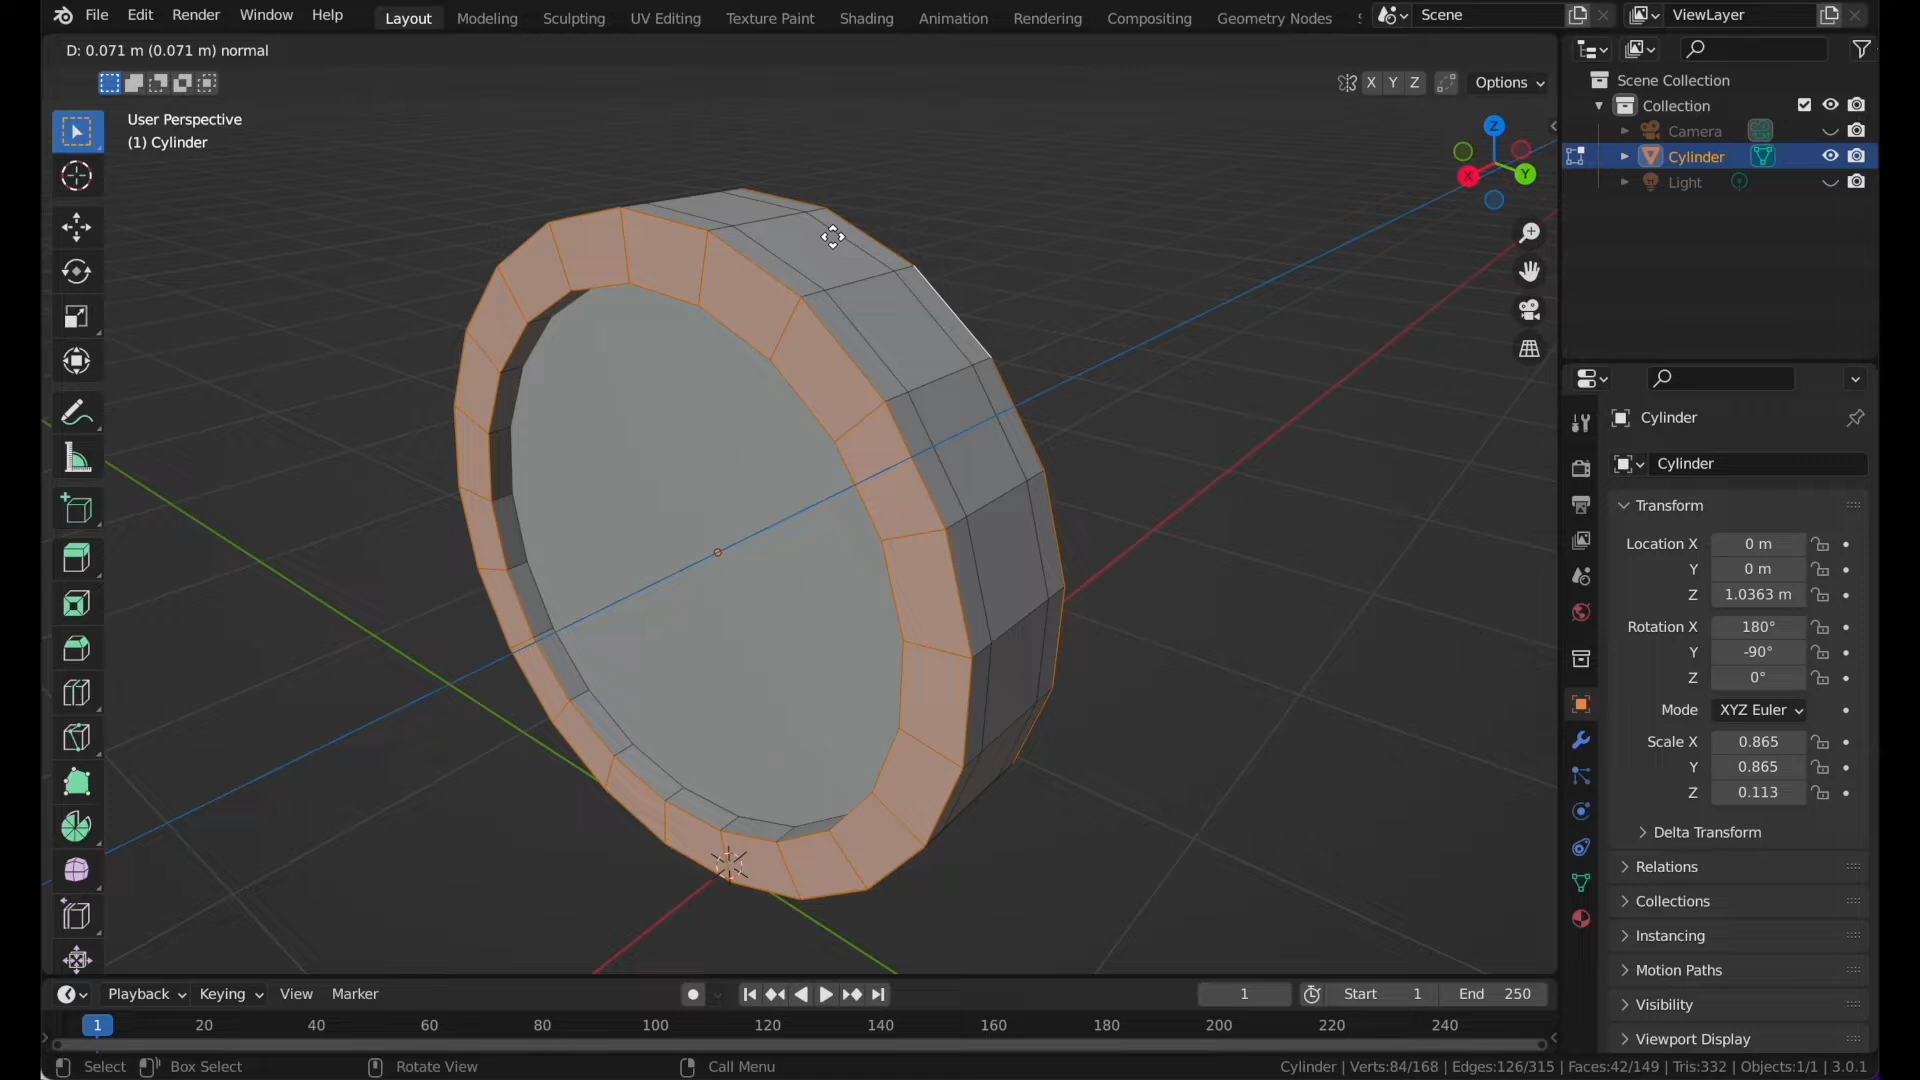 File Edit Render Window Help Layout Modeling Sculpting UV Editing Texture Paint Shading Animation Rendering Compositing Geometry Nodes Scene ViewLayer
D: 0.071 m (0.071 m) normal
X Y Z Options
User Perspective
(1) Cylinder
Z
Y
X
Scene Collection
Collection
Camera
Cylinder
Light
Cylinder
Cylinder
Transform
Location X 0 m
Y 0 m
Z 1.0363 m
Rotation X 180°
Y -90°
Z 0°
Mode XYZ Euler
Scale X 0.865
Y 0.865
Z 0.113
Delta Transform
Relations
Collections
Instancing
Motion Paths
Visibility
Viewport Display
Playback Keying View Marker 1 Start 1 End 250
1 20 40 60 80 100 120 140 160 180 200 220 240
Select Box Select Rotate View Call Menu Cylinder | Verts:84/168 | Edges:126/315 | Faces:42/149 | Tris:332 | Objects:1/1 | 3.0.1